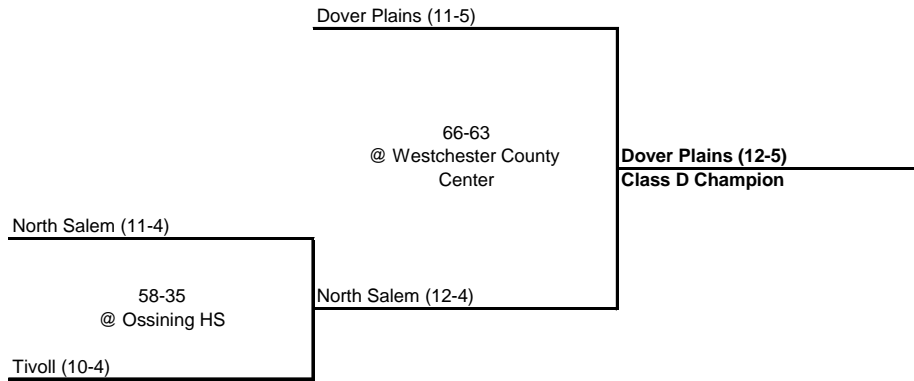 Dover Plains (11-5)
66-63
@ Westchester County
Center
Dover Plains (12-5)
Class D Champion
North Salem (11-4)
58-35
@ Ossining HS
North Salem (12-4)
Tivoll (10-4)